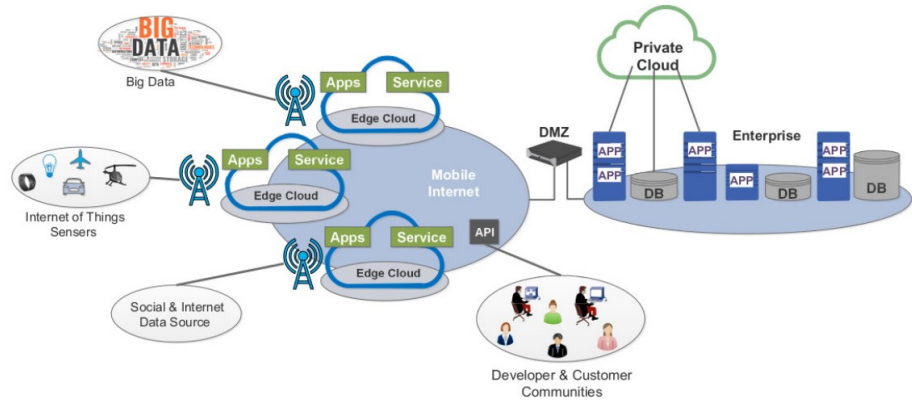 BIG
DATA
STORAGE
Big Data
Apps
Service
Edge Cloud
Private
Cloud
DMZ
Enterprise
APP
APP
DB
APP
APP
DB
APP
APP
DB
Mobile
Internet
Apps
Service
Edge Cloud
Internet of Things
Sensers
Apps
Service
API
Edge Cloud
Social & Internet
Data Source
Developer & Customer
Communities